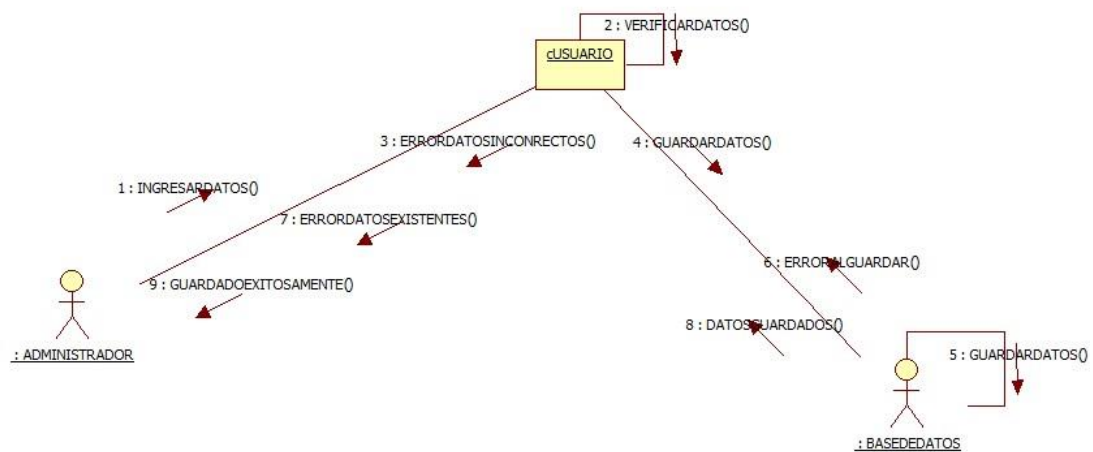 2 : VERIFICARDATOS()
cUSUARIO
3 : ERRORDATOSINCONRECTOS()
4 : GUARDARDATOS()
1 : INGRESARDATOS()
7 : ERRORDATOSEXISTENTES()
6 : ERRORALGUARDAR()
9 : GUARDADOEXITOSAMENTE()
8 : DATOSGUARDADOS()
: ADMINISTRADOR
5 : GUARDARDATOS()
: BASEDEDATOS